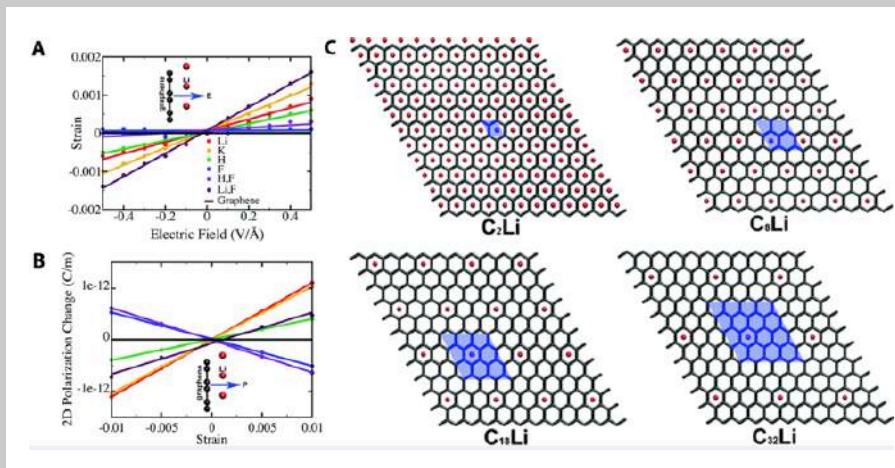 A
0.002
0.001
0
-0.001
-0.002
Strain
graphene
Li
E
Li
K
H
F
H,F
Li,F
Graphene
-0.4
-0.2
0
0.2
0.4
Electric Field (V/Å)
B
1e-12
0
-1e-12
2D Polarization Change (C/m)
graphene
Li
P
-0.01
-0.005
0
0.005
0.01
Strain
C
C₂Li
C₈Li
C₁₈Li
C₃₂Li